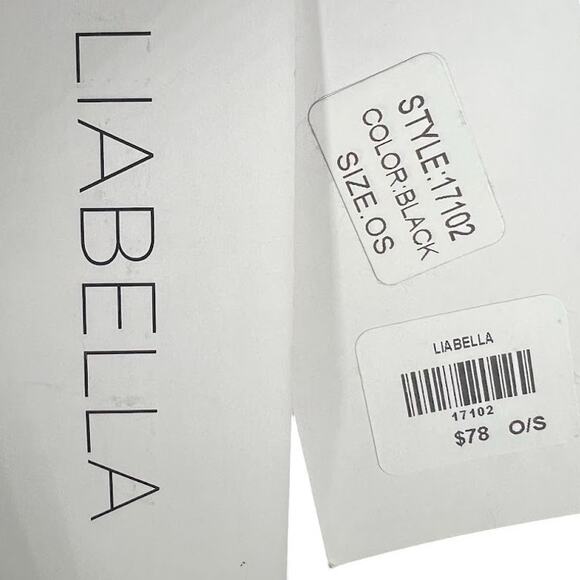 LIABELLA
STYLE:17102
COLOR:BLACK
SIZE.OS
LIABELLA
17102
$78 O/S